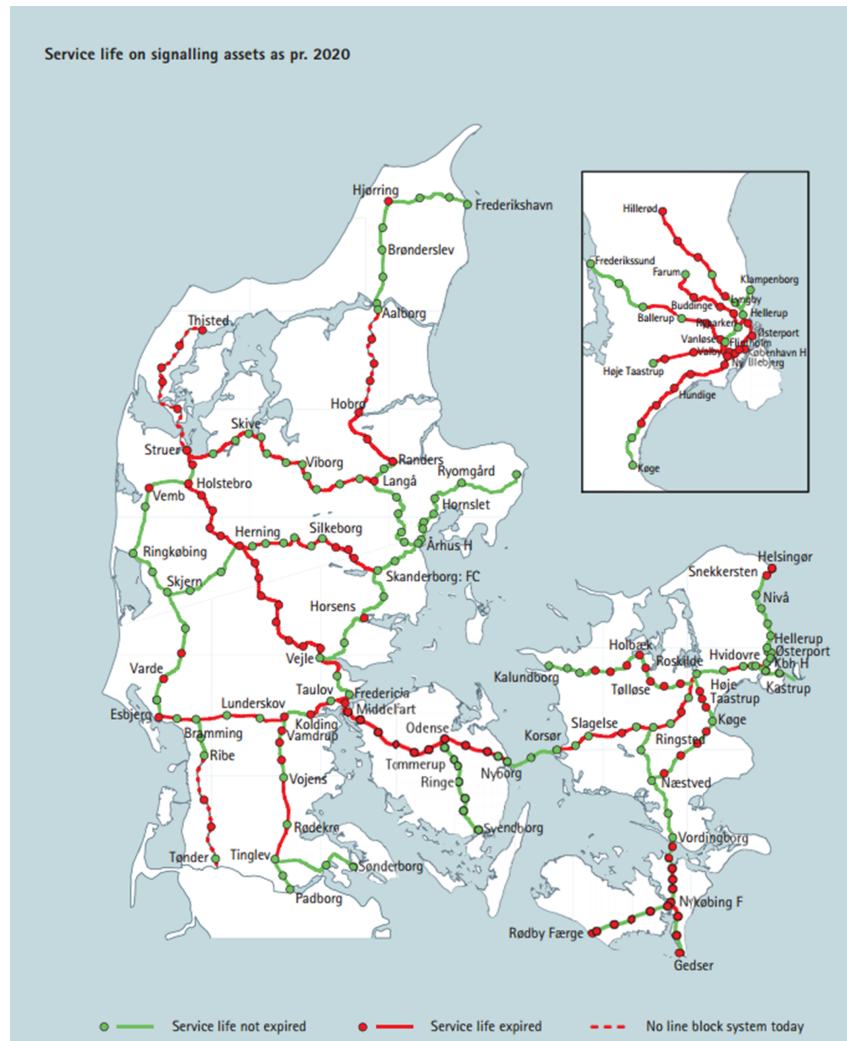 Service life on signalling assets as pr. 2020
Hjørring
Frederikshavn
Brønderslev
Aalborg
Thisted
Hobro
Skive
Struer
Viborg
Randers
Langå
Ryomgård
Hornslet
Holstebro
Vemb
Herning
Silkeborg
Århus H
Ringkøbing
Skjern
Skanderborg: FC
Horsens
Vejle
Varde
Taulov
Fredericia
Middelfart
Esbjerg
Lunderskov
Kolding
Vamdrup
Bramming
Ribe
Odense
Tommerup
Ringe
Nyborg
Vojens
Svendborg
Rødekro
Tønder
Tinglev
Sønderborg
Padborg
Hillerød
Frederikssund
Farum
Klampenborg
Buddinge
Lyngby
Hellerup
Ballerup
Ryparken
Østerport
Vanløse
Flintholm
Valby
København H
Høje Taastrup
Ny Ellebjerg
Hundige
Køge
Helsingør
Snekkersten
Nivå
Hellerup
Østerport
Holbæk
Roskilde
Hvidovre
Kbh H
Kalundborg
Tølløse
Høje
Taastrup
Kastrup
Korsør
Slagelse
Køge
Ringsted
Næstved
Vordingborg
Nykøbing F
Rødby Færge
Gedser
Service life not expired
Service life expired
No line block system today